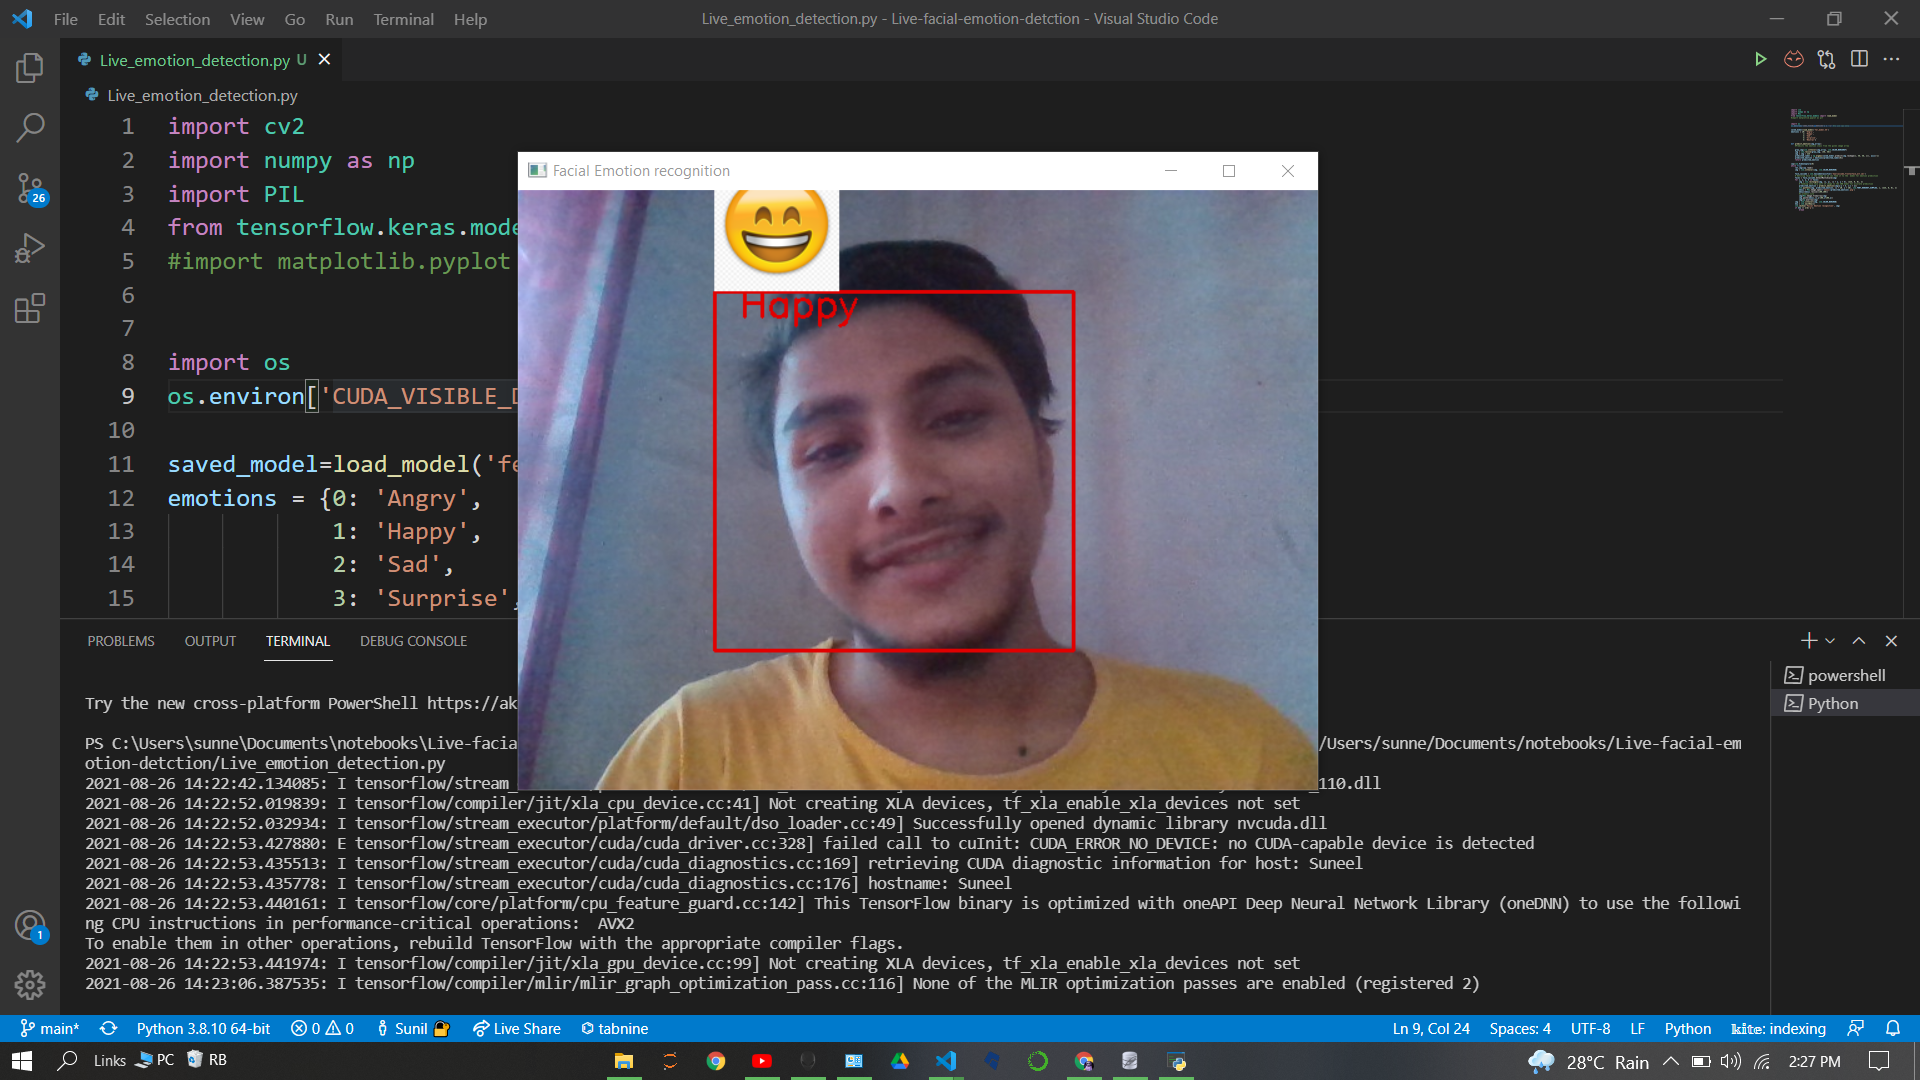 File Edit Selection View Go Run Terminal Help
Live_emotion_detection.py - Live-facial-emotion-detction - Visual Studio Code
Live_emotion_detection.py U
Live_emotion_detection.py
1 import cv2
2 import numpy as np
3 import PIL
4 from tensorflow.keras.mode
5 #import matplotlib.pyplot
6
7
8 import os
9 os.environ['CUDA_VISIBLE_D
10
11 saved_model=load_model('fe
12 emotions = {0: 'Angry',
13 1: 'Happy',
14 2: 'Sad',
15 3: 'Surprise',
Facial Emotion recognition
Happy
26
PROBLEMS OUTPUT TERMINAL DEBUG CONSOLE
powershell
Python
Try the new cross-platform PowerShell https://ak
PS C:\Users\sunne\Documents\notebooks\Live-facia /Users/sunne/Documents/notebooks/Live-facial-em
otion-detction/Live_emotion_detection.py
2021-08-26 14:22:42.134085: I tensorflow/stream_ _110.dll
2021-08-26 14:22:52.019839: I tensorflow/compiler/jit/xla_cpu_device.cc:41] Not creating XLA devices, tf_xla_enable_xla_devices not set
2021-08-26 14:22:52.032934: I tensorflow/stream_executor/platform/default/dso_loader.cc:49] Successfully opened dynamic library nvcuda.dll
2021-08-26 14:22:53.427880: E tensorflow/stream_executor/cuda/cuda_driver.cc:328] failed call to cuInit: CUDA_ERROR_NO_DEVICE: no CUDA-capable device is detected
2021-08-26 14:22:53.435513: I tensorflow/stream_executor/cuda/cuda_diagnostics.cc:169] retrieving CUDA diagnostic information for host: Suneel
2021-08-26 14:22:53.435778: I tensorflow/stream_executor/cuda/cuda_diagnostics.cc:176] hostname: Suneel
2021-08-26 14:22:53.440161: I tensorflow/core/platform/cpu_feature_guard.cc:142] This TensorFlow binary is optimized with oneAPI Deep Neural Network Library (oneDNN) to use the followi
ng CPU instructions in performance-critical operations:  AVX2
To enable them in other operations, rebuild TensorFlow with the appropriate compiler flags.
2021-08-26 14:22:53.441974: I tensorflow/compiler/jit/xla_gpu_device.cc:99] Not creating XLA devices, tf_xla_enable_xla_devices not set
2021-08-26 14:23:06.387535: I tensorflow/compiler/mlir/mlir_graph_optimization_pass.cc:116] None of the MLIR optimization passes are enabled (registered 2)
1
main* Python 3.8.10 64-bit 0 0 Sunil Live Share tabnine Ln 9, Col 24 Spaces: 4 UTF-8 LF Python kite: indexing
Links PC RB 28°C Rain 2:27 PM